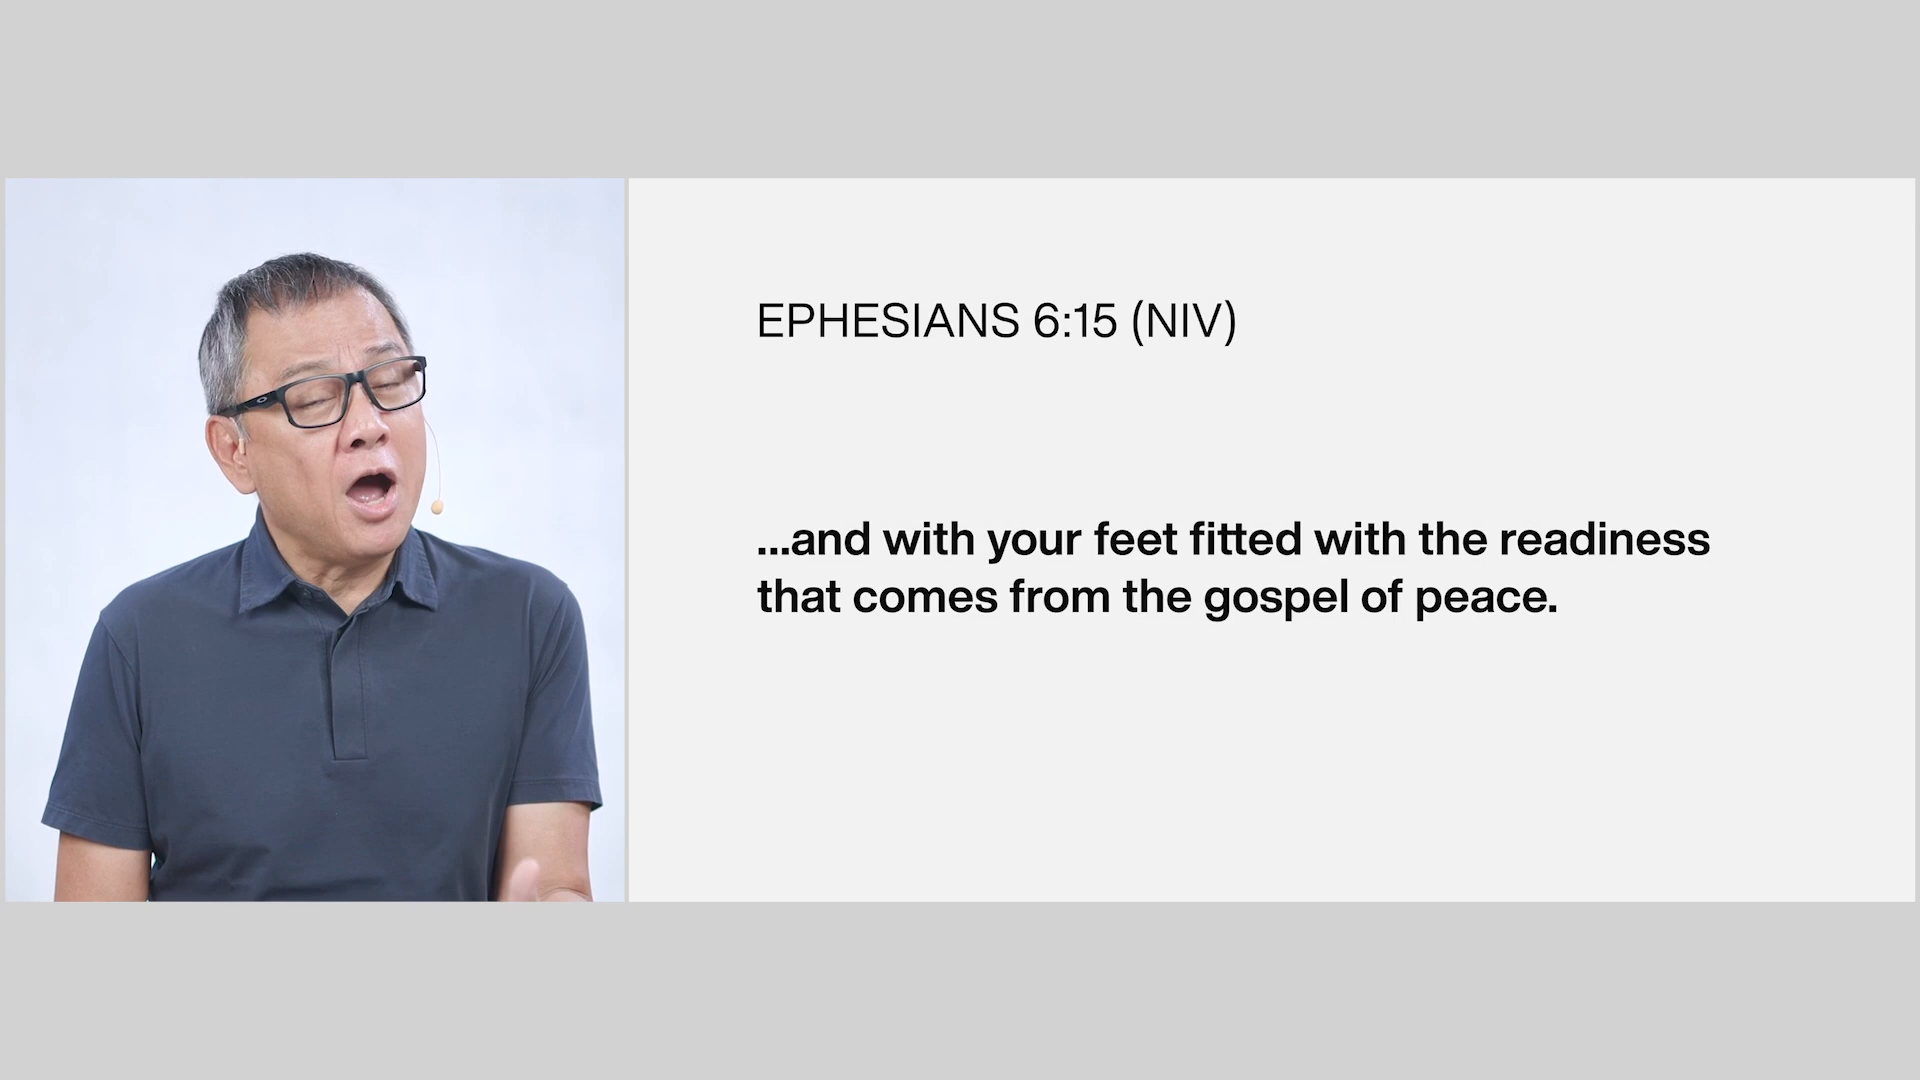 EPHESIANS 6:15 (NIV)
...and with your feet fitted with the readiness
that comes from the gospel of peace.